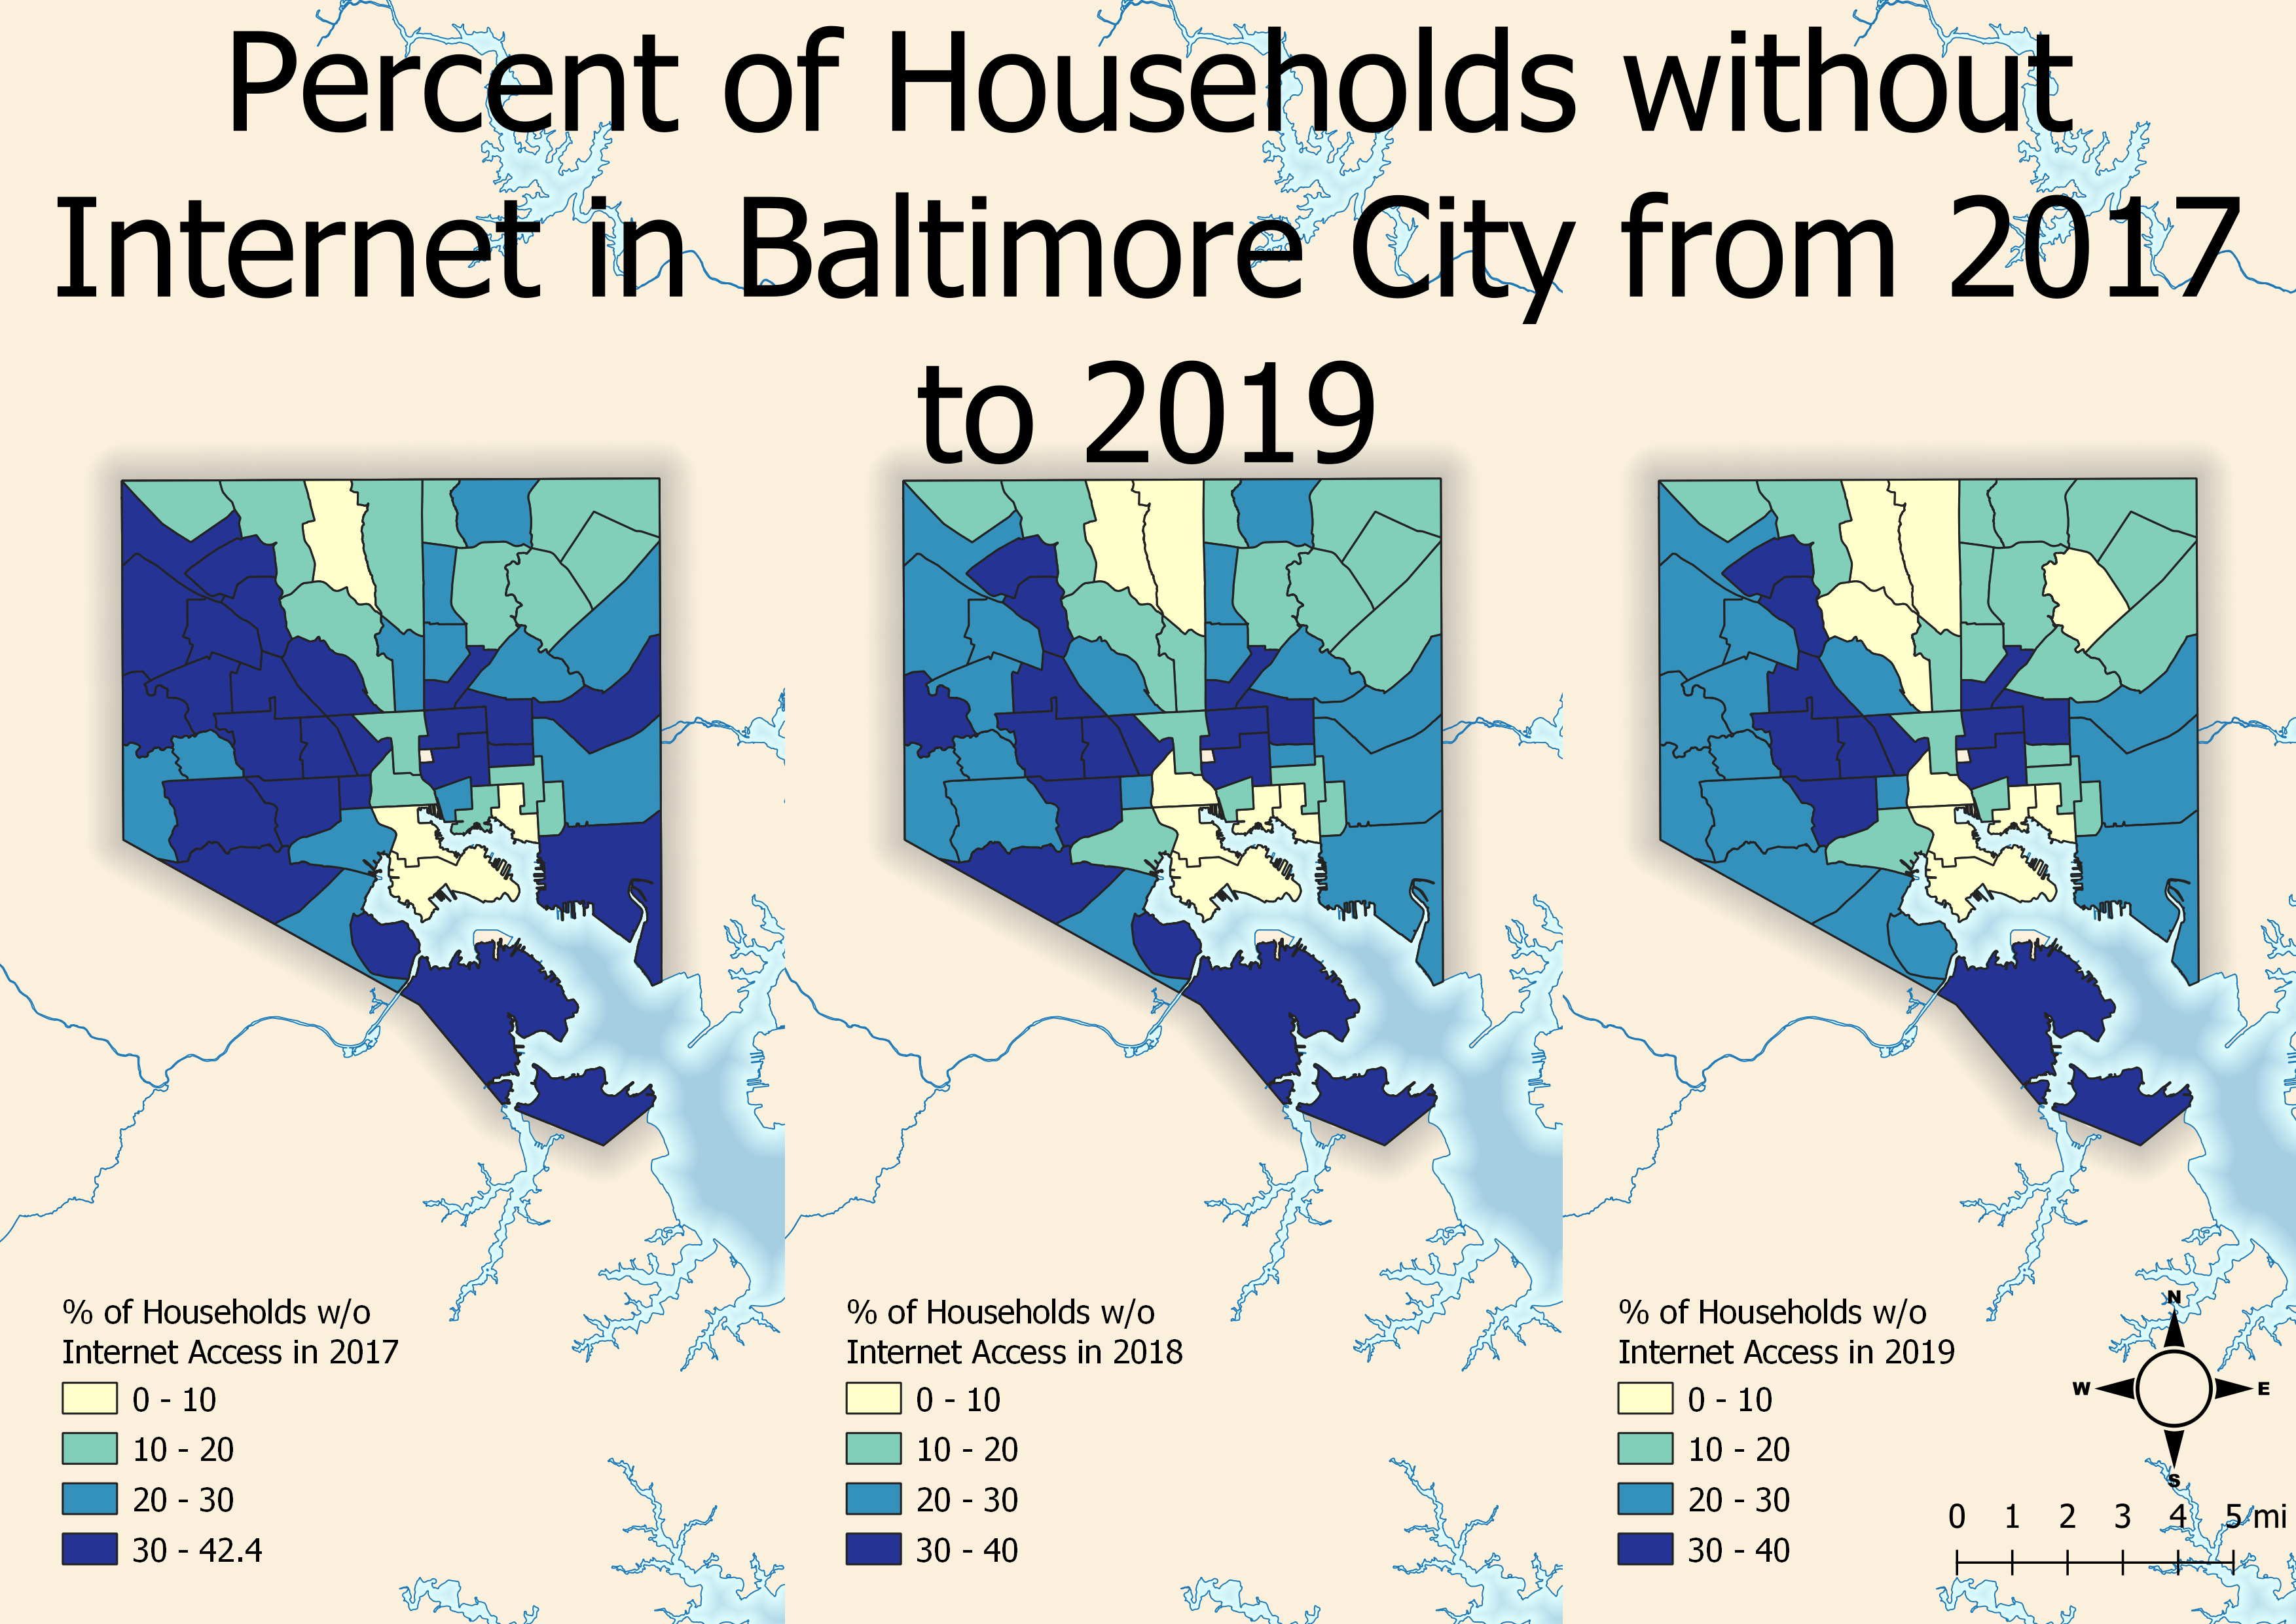 Percent of Households without
Internet in Baltimore City from 2017
to 2019
% of Households w/o
Internet Access in 2017
0 - 10
10 - 20
20 - 30
30 - 42.4
% of Households w/o
Internet Access in 2018
0 - 10
10 - 20
20 - 30
30 - 40
% of Households w/o
Internet Access in 2019
0 - 10
10 - 20
20 - 30
30 - 40
N
W E
S
0 1 2 3 4 5 mi